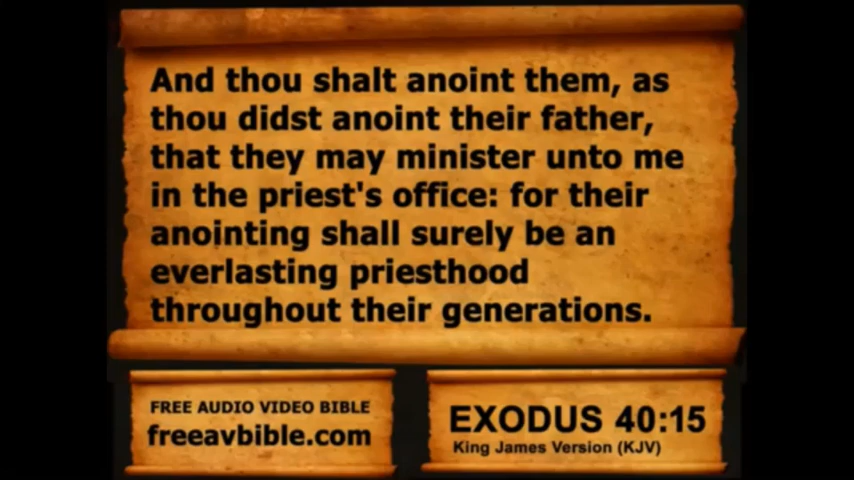 And thou shalt anoint them, as
thou didst anoint their father,
that they may minister unto me
in the priest's office: for their
anointing shall surely be an
everlasting priesthood
throughout their generations.
FREE AUDIO VIDEO BIBLE
freeavbible.com
EXODUS 40:15
King James Version (KJV)